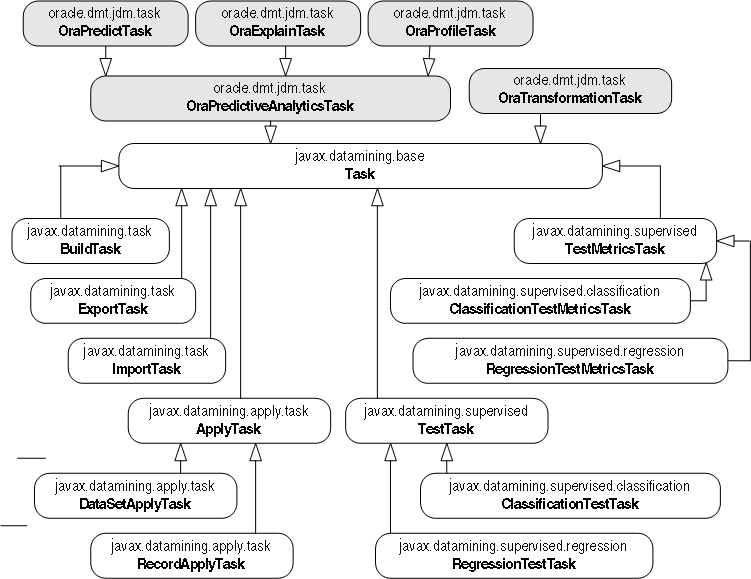 oracle.dmt.jdm.task
OraPredictTask
oracle.dmt.jdm.task
OraExplainTask
oracle.dmt.jdm.task
OraProfileTask
oracle.dmt.jdm.task
OraPredictiveAnalyticsTask
oracle.dmt.jdm.task
OraTransformationTask
javax.datamining.base
Task
javax.datamining.task
BuildTask
javax.datamining.supervised
TestMetricsTask
javax.datamining.task
ExportTask
javax.datamining.supervised.classification
ClassificationTestMetricsTask
javax.datamining.task
ImportTask
javax.datamining.supervised.regression
RegressionTestMetricsTask
javax.datamining.apply.task
ApplyTask
javax.datamining.supervised
TestTask
javax.datamining.apply.task
DataSetApplyTask
javax.datamining.supervised.classification
ClassificationTestTask
javax.datamining.apply.task
RecordApplyTask
javax.datamining.supervised.regression
RegressionTestTask